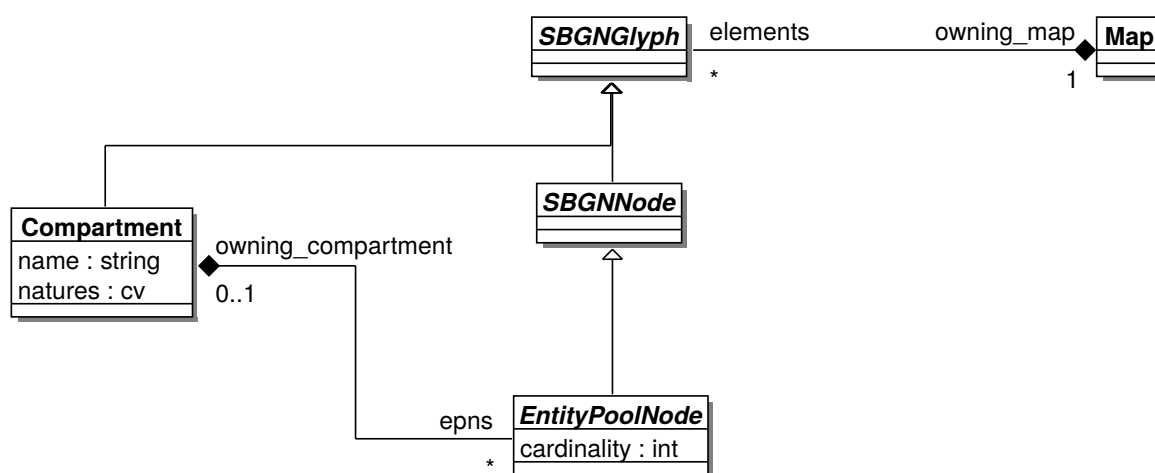 SBGNGlyph
elements
owning_map
Map
*
1
SBGNNode
Compartment
name : string
natures : cv
owning_compartment
0..1
epns
*
EntityPoolNode
cardinality : int